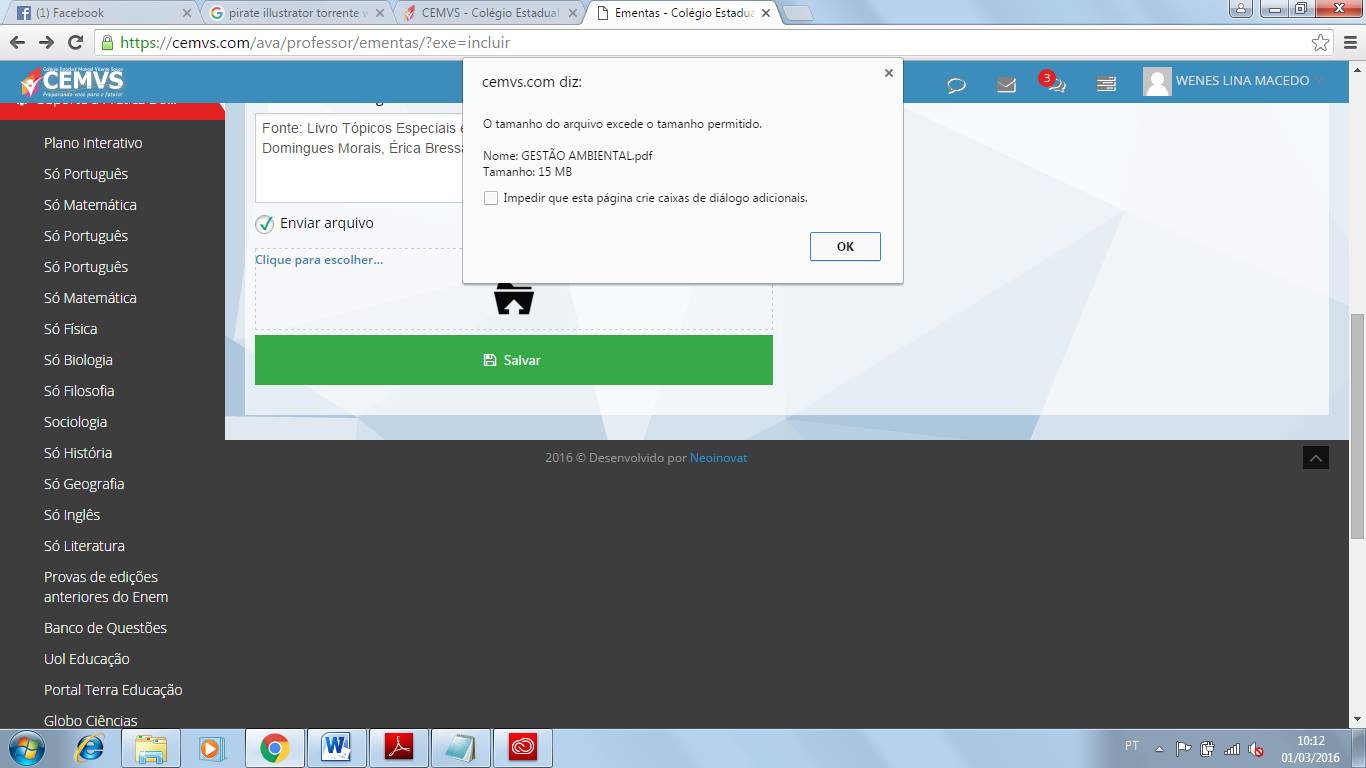 (1) Facebook
pirate illustrator torrente
CEMVS - Colégio Estadual
Ementas - Colégio Estadua
https://cemvs.com/ava/professor/ementas/?exe=incluir
CEMVS
Preparando você para o futuro!
3
WENES LINA MACEDO
cemvs.com diz:
O tamanho do arquivo excede o tamanho permitido.
Nome: GESTÃO AMBIENTAL.pdf
Tamanho: 15 MB
Impedir que esta página crie caixas de diálogo adicionais.
OK
Plano Interativo
Só Português
Só Matemática
Só Português
Só Português
Só Matemática
Só Física
Só Biologia
Só Filosofia
Sociologia
Só História
Só Geografia
Só Inglês
Só Literatura
Provas de edições
anteriores do Enem
Banco de Questões
Uol Educação
Portal Terra Educação
Globo Ciências
Fonte: Livro Tópicos Especiais
Domingues Morais, Érica Bress
Enviar arquivo
Clique para escolher...
Salvar
2016 © Desenvolvido por Neoinovat
PT
10:12
01/03/2016